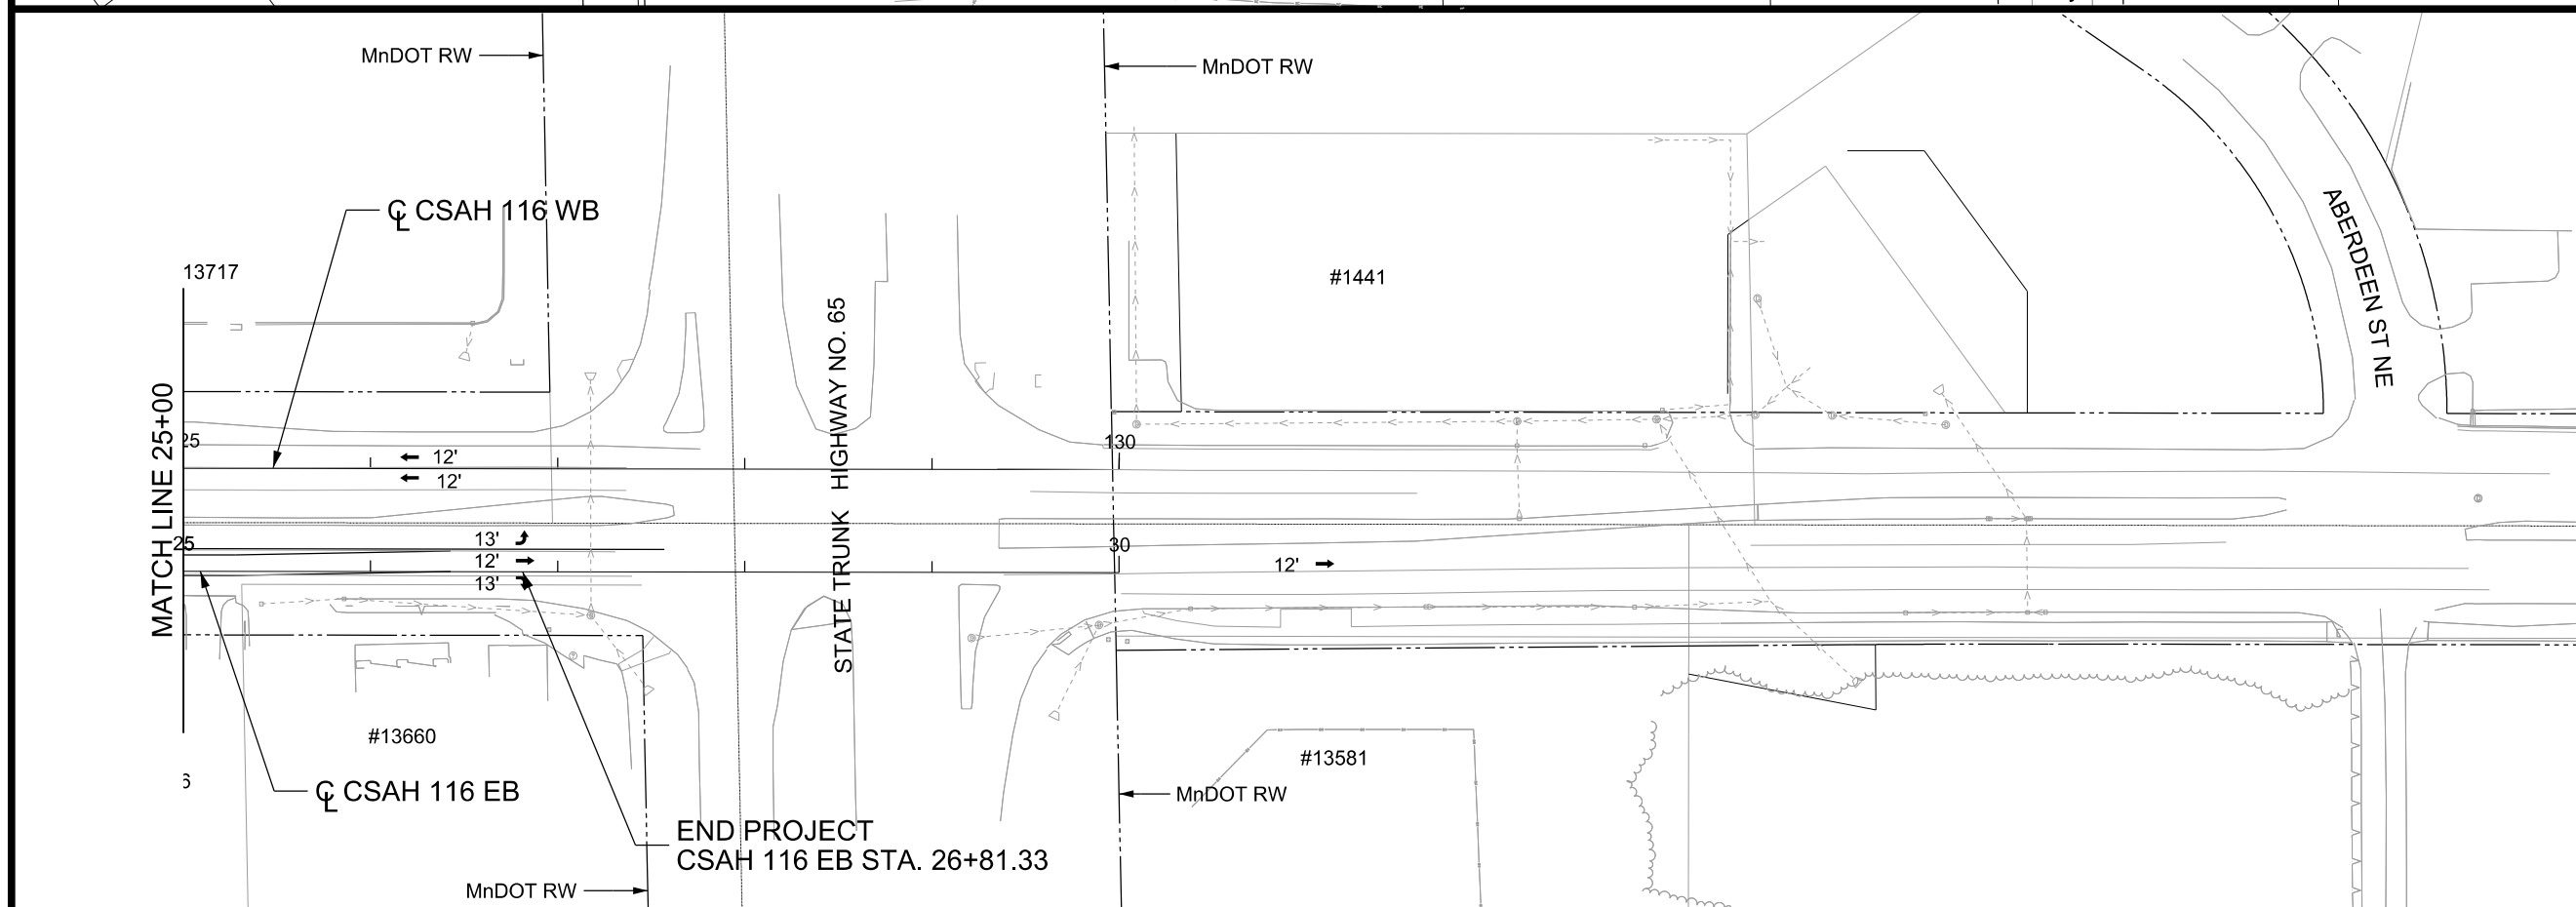 MnDOT RW
MnDOT RW
℄ CSAH 116 WB
13717
#1441
ABERDEEN ST NE
MATCH LINE 25+00
STATE TRUNK HIGHWAY NO. 65
25
130
12'
12'
25
30
13'
12'
13'
12'
#13660
#13581
℄ CSAH 116 EB
MnDOT RW
END PROJECT
CSAH 116 EB STA. 26+81.33
MnDOT RW